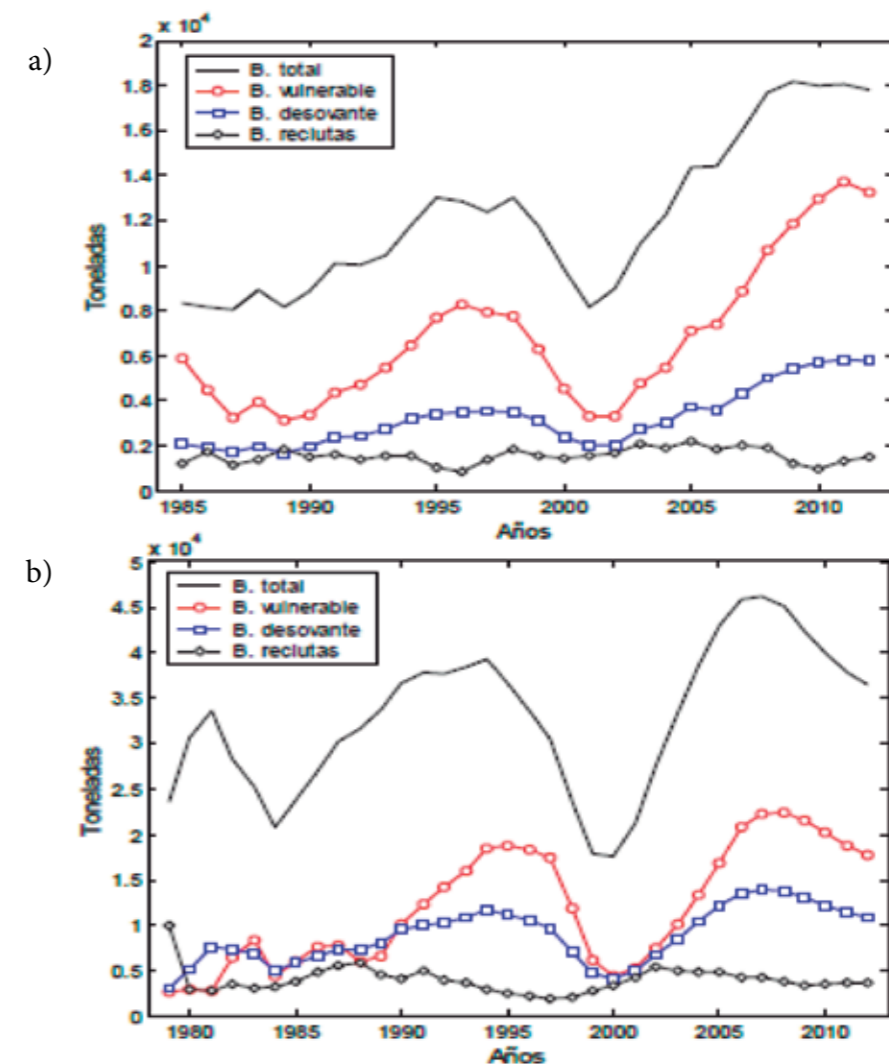 a)
x 10⁴
2
1.8
1.6
1.4
1.2
1
0.8
0.6
0.4
0.2
0
Toneladas
B. total
B. vulnerable
B. desovante
B. reclutas
1985 1990 1995 2000 2005 2010
Años
b)
x 10⁴
5
4.5
4
3.5
3
2.5
2
1.5
1
0.5
0
Toneladas
B. total
B. vulnerable
B. desovante
B. reclutas
1980 1985 1990 1995 2000 2005 2010
Años